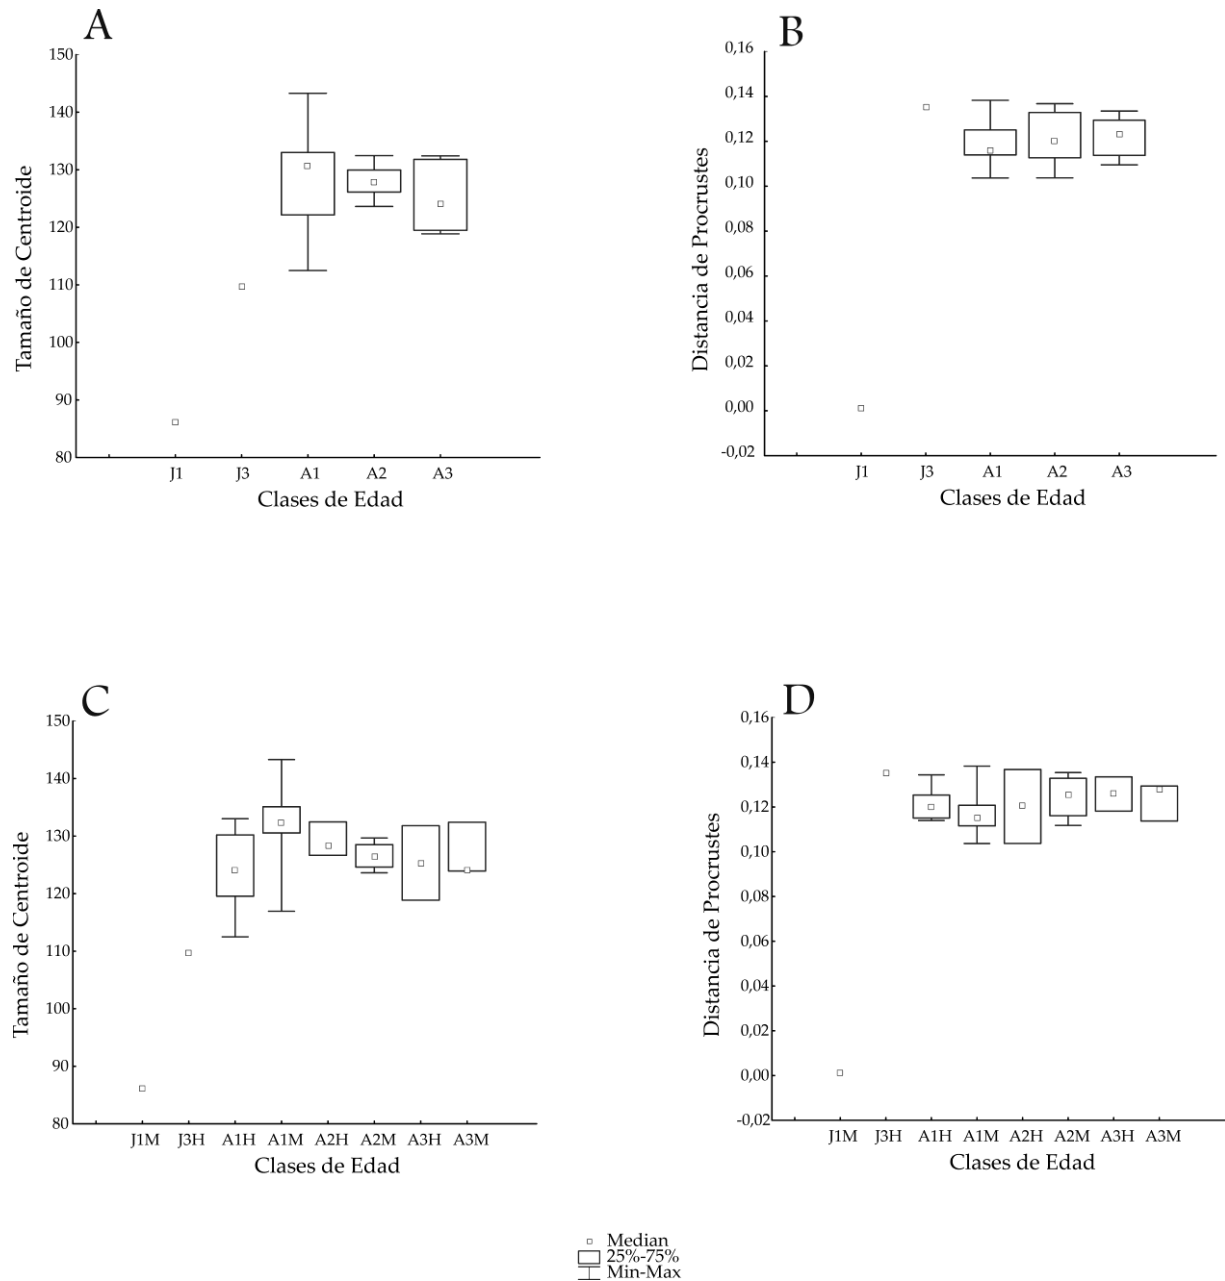 A
150
140
130
120
110
100
90
80
Tamaño de Centroide
J1 J3 A1 A2 A3
Clases de Edad
B
0,16
0,14
0,12
0,10
0,08
0,06
0,04
0,02
0,00
-0,02
Distancia de Procrustes
J1 J3 A1 A2 A3
Clases de Edad
C
150
140
130
120
110
100
90
80
Tamaño de Centroide
J1M J3H A1H A1M A2H A2M A3H A3M
Clases de Edad
D
0,16
0,14
0,12
0,10
0,08
0,06
0,04
0,02
0,00
-0,02
Distancia de Procrustes
J1M J3H A1H A1M A2H A2M A3H A3M
Clases de Edad
Median
25%-75%
Min-Max